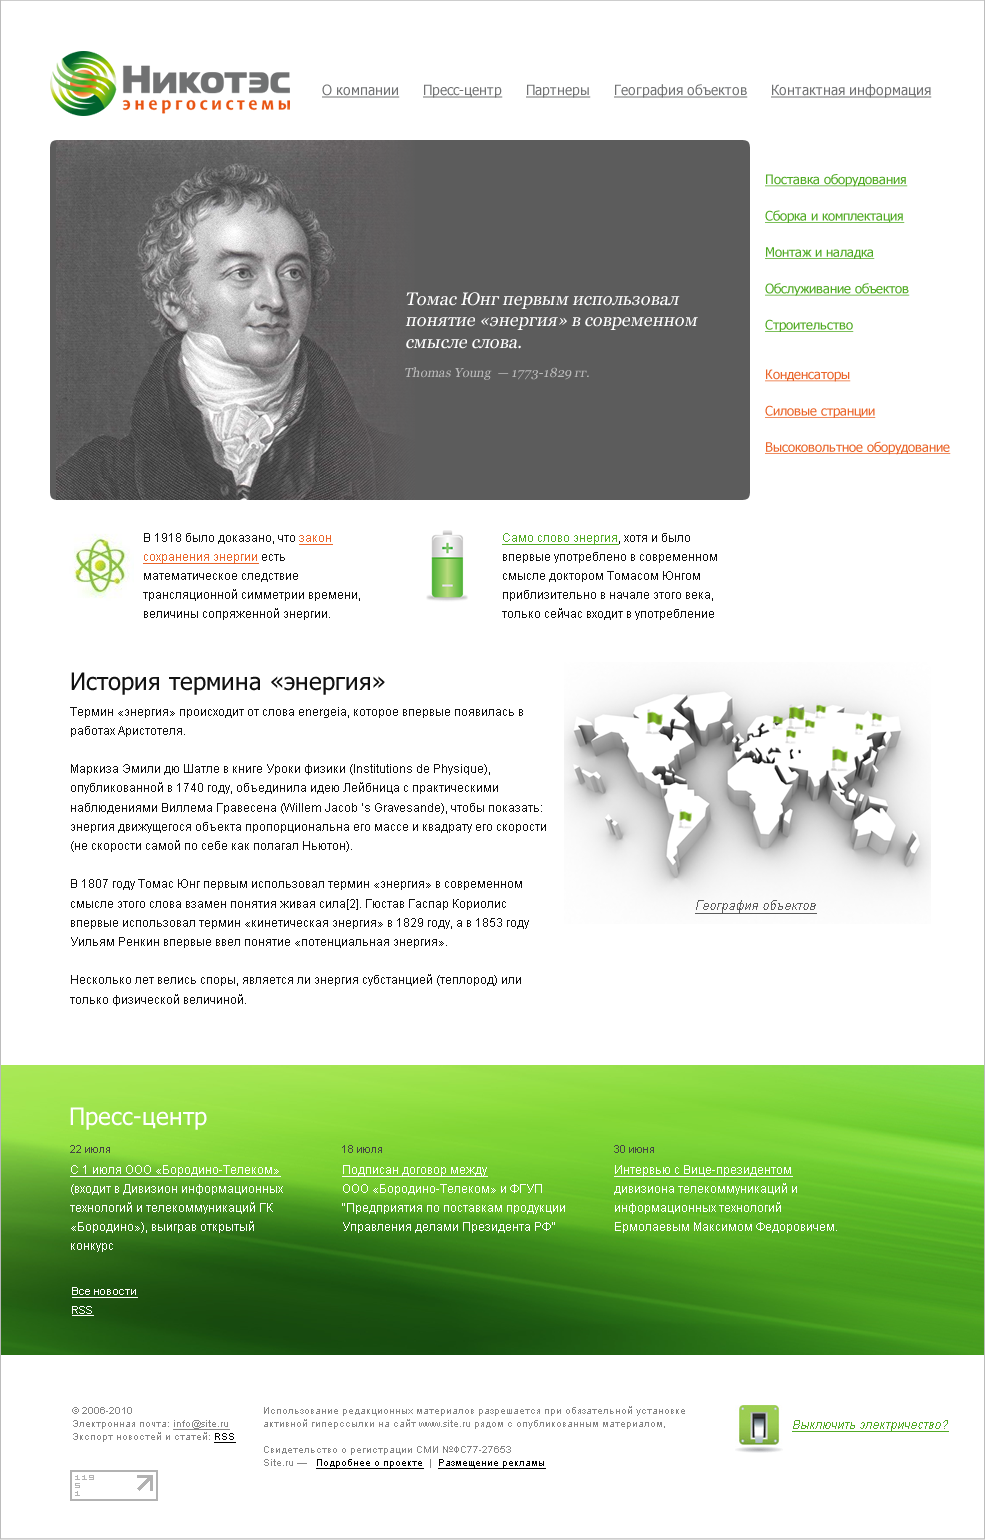 Никотэс
энергосистемы
О компании Пресс-центр Партнеры География объектов Контактная информация
Томас Юнг первым использовал
понятие «энергия» в современном
смысле слова.
Thomas Young — 1773-1829 гг.
Поставка оборудования
Сборка и комплектация
Монтаж и наладка
Обслуживание объектов
Строительство
Конденсаторы
Силовые странции
Высоковольтное оборудование
В 1918 было доказано, что закон
сохранения энергии есть
математическое следствие
трансляционной симметрии времени,
величины сопряженной энергии.
Само слово энергия, хотя и было
впервые употреблено в современном
смысле доктором Томасом Юнгом
приблизительно в начале этого века,
только сейчас входит в употребление
История термина «энергия»
Термин «энергия» происходит от слова energeia, которое впервые появилась в
работах Аристотеля.
Маркиза Эмили дю Шатле в книге Уроки физики (Institutions de Physique),
опубликованной в 1740 году, объединила идею Лейбница с практическими
наблюдениями Виллема Гравесена (Willem Jacob 's Gravesande), чтобы показать:
энергия движущегося объекта пропорциональна его массе и квадрату его скорости
(не скорости самой по себе как полагал Ньютон).
В 1807 году Томас Юнг первым использовал термин «энергия» в современном
смысле этого слова взамен понятия живая сила[2]. Гюстав Гаспар Кориолис
впервые использовал термин «кинетическая энергия» в 1829 году, а в 1853 году
Уильям Ренкин впервые ввел понятие «потенциальная энергия».
Несколько лет велись споры, является ли энергия субстанцией (теплород) или
только физической величиной.
География объектов
Пресс-центр
22 июля
С 1 июля ООО «Бородино-Телеком»
(входит в Дивизион информационных
технологий и телекоммуникаций ГК
«Бородино»), выиграв открытый
конкурс
18 июля
Подписан договор между
ООО «Бородино-Телеком» и ФГУП
"Предприятия по поставкам продукции
Управления делами Президента РФ"
30 июня
Интервью с Вице-президентом
дивизиона телекоммуникаций и
информационных технологий
Ермолаевым Максимом Федоровичем.
Все новости
RSS
© 2006-2010
Электронная почта: info@site.ru
Экспорт новостей и статей: RSS
Использование редакционных материалов разрешается при обязательной установке
активной гиперссылки на сайт www.site.ru рядом с опубликованным материалом,
Свидетельство о регистрации СМИ №ФС77-27653
Site.ru — Подробнее о проекте | Размещение рекламы
Выключить электричество?
119
5
1